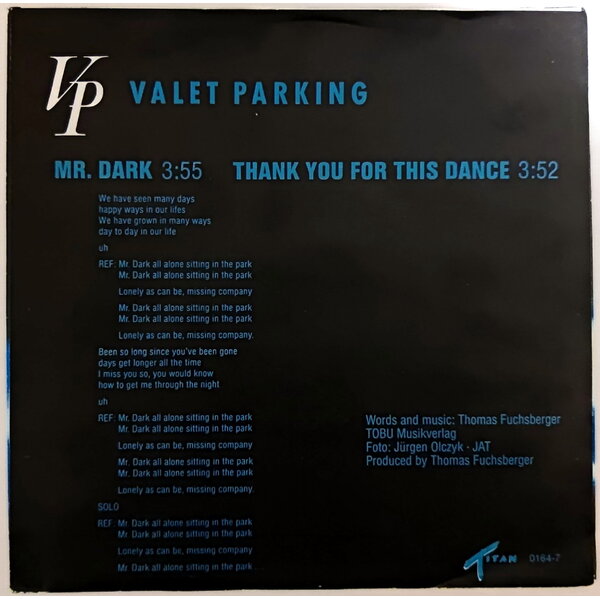 VP VALET PARKING
MR. DARK 3:55 THANK YOU FOR THIS DANCE 3:52
We have seen many days
happy ways in our lifes
We have grown in many ways
day to day in our life
uh
REF: Mr. Dark all alone sitting in the park
Mr. Dark all alone sitting in the park
Lonely as can be, missing company
Mr. Dark all alone sitting in the park
Mr. Dark all alone sitting in the park
Lonely as can be, missing company.
Been so long since you've been gone
days get longer all the time
I miss you so, you would know
how to get me through the night
uh
REF: Mr. Dark all alone sitting in the park
Mr. Dark all alone sitting in the park
Lonely as can be, missing company
Mr. Dark all alone sitting in the park
Mr. Dark all alone sitting in the park
Lonely as can be, missing company.
SOLO
REF: Mr. Dark all alone sitting in the park
Mr. Dark all alone sitting in the park
Lonely as can be, missing company
Mr. Dark all alone sitting in the park . . .
Words and music: Thomas Fuchsberger
TOBU Musikverlag
Foto: Jürgen Olczyk · JAT
Produced by Thomas Fuchsberger
TITAN 0164-7